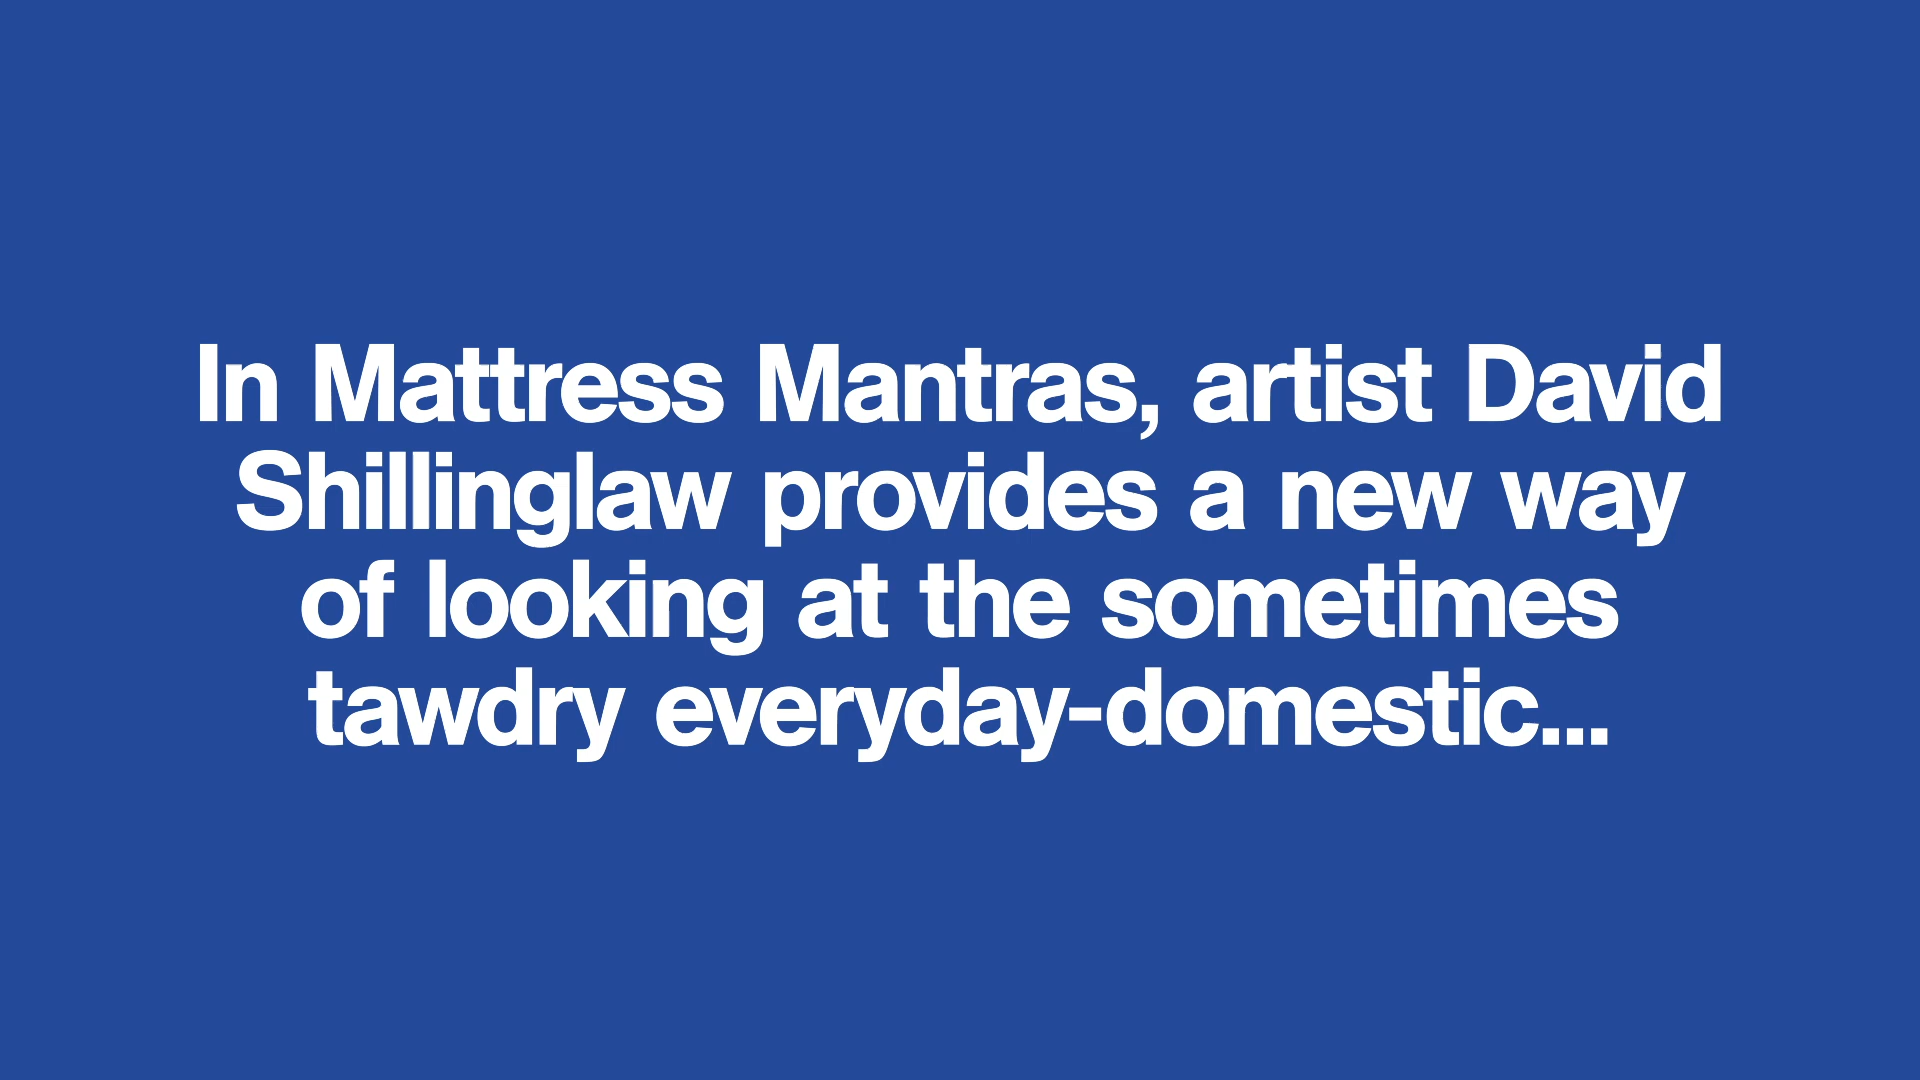 In Mattress Mantras, artist David
Shillinglaw provides a new way
of looking at the sometimes
tawdry everyday-domestic...